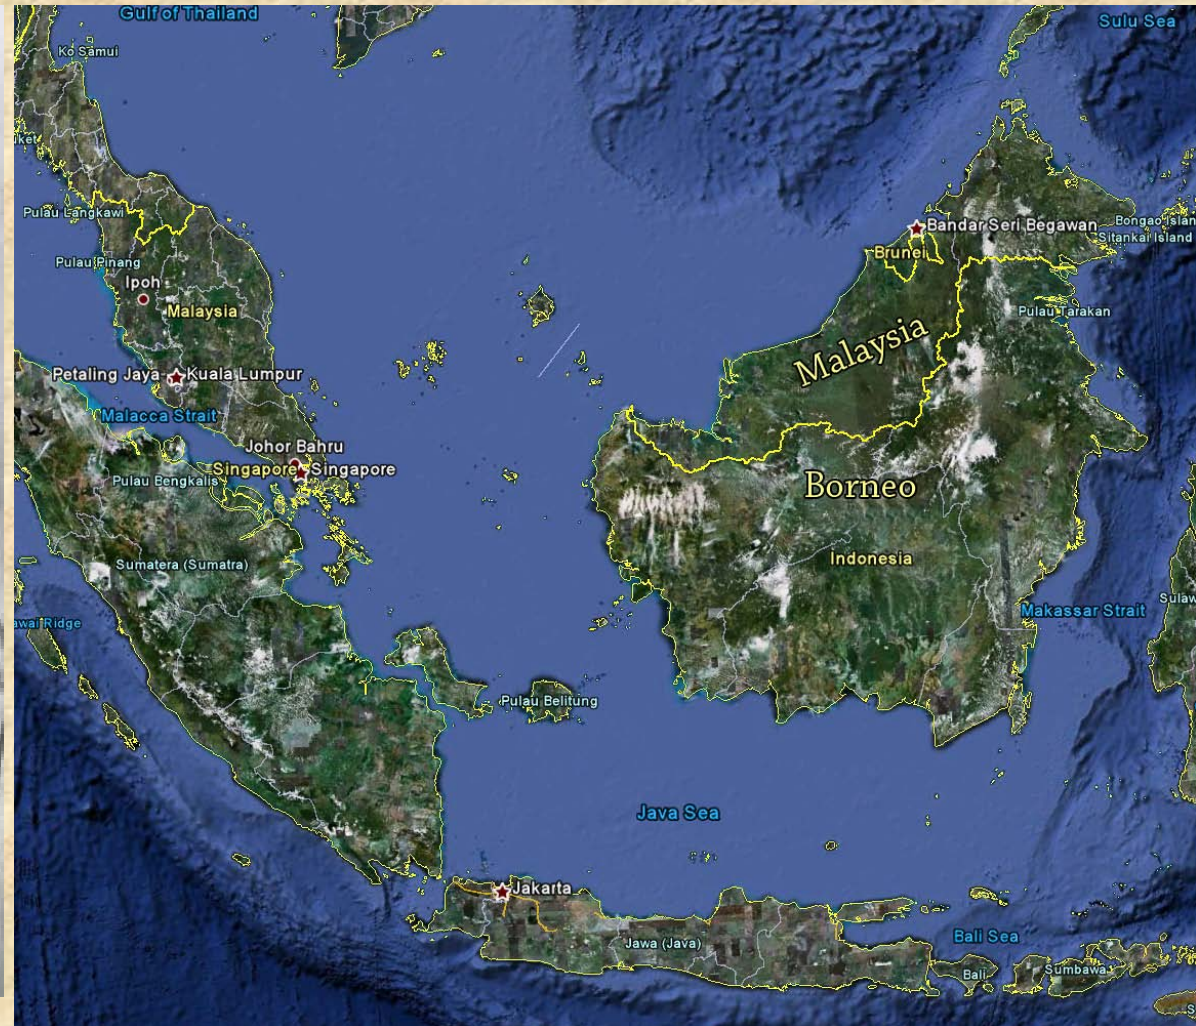 Gulf of Thailand
Sulu Sea
Ko Samui
ket
Pulau Langkawi
Bandar Seri Begawan
Bongao Islan
Sitankai Island
Brunei
Pulau Pinang
Ipoh
Malaysia
Pulau Tarakan
Malaysia
Petaling Jaya
Kuala Lumpur
Malacca Strait
Johor Bahru
Singapore
Singapore
Pulau Bengkalis
Borneo
Sumatera (Sumatra)
Indonesia
awai Ridge
Makassar Strait
Sulaw
Pulau Belitung
Java Sea
Jakarta
Jawa (Java)
Bali Sea
Bali
Sumbawa
S